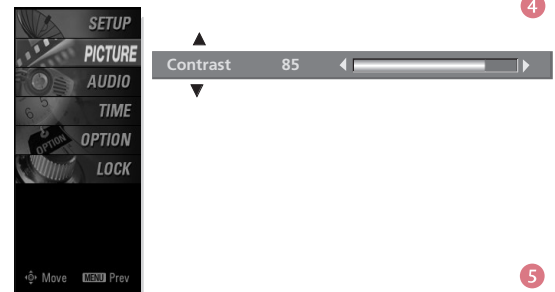 4
SETUP
PICTURE
AUDIO
TIME
OPTION
LOCK
Contrast 85
Move MENU Prev
5